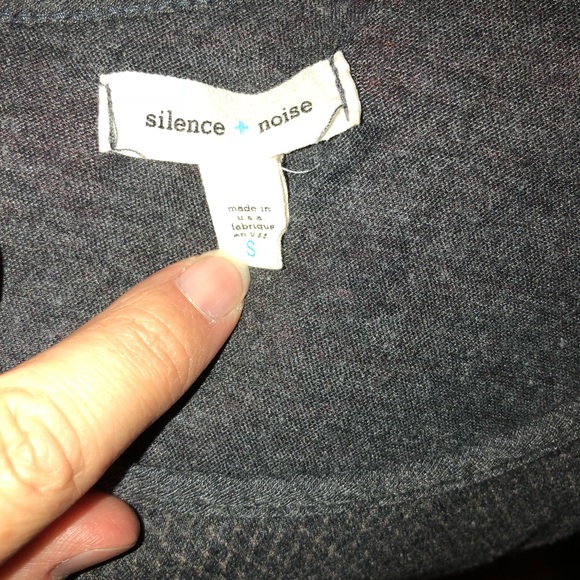 silence + noise
made in
u s a
fabrique
en
S